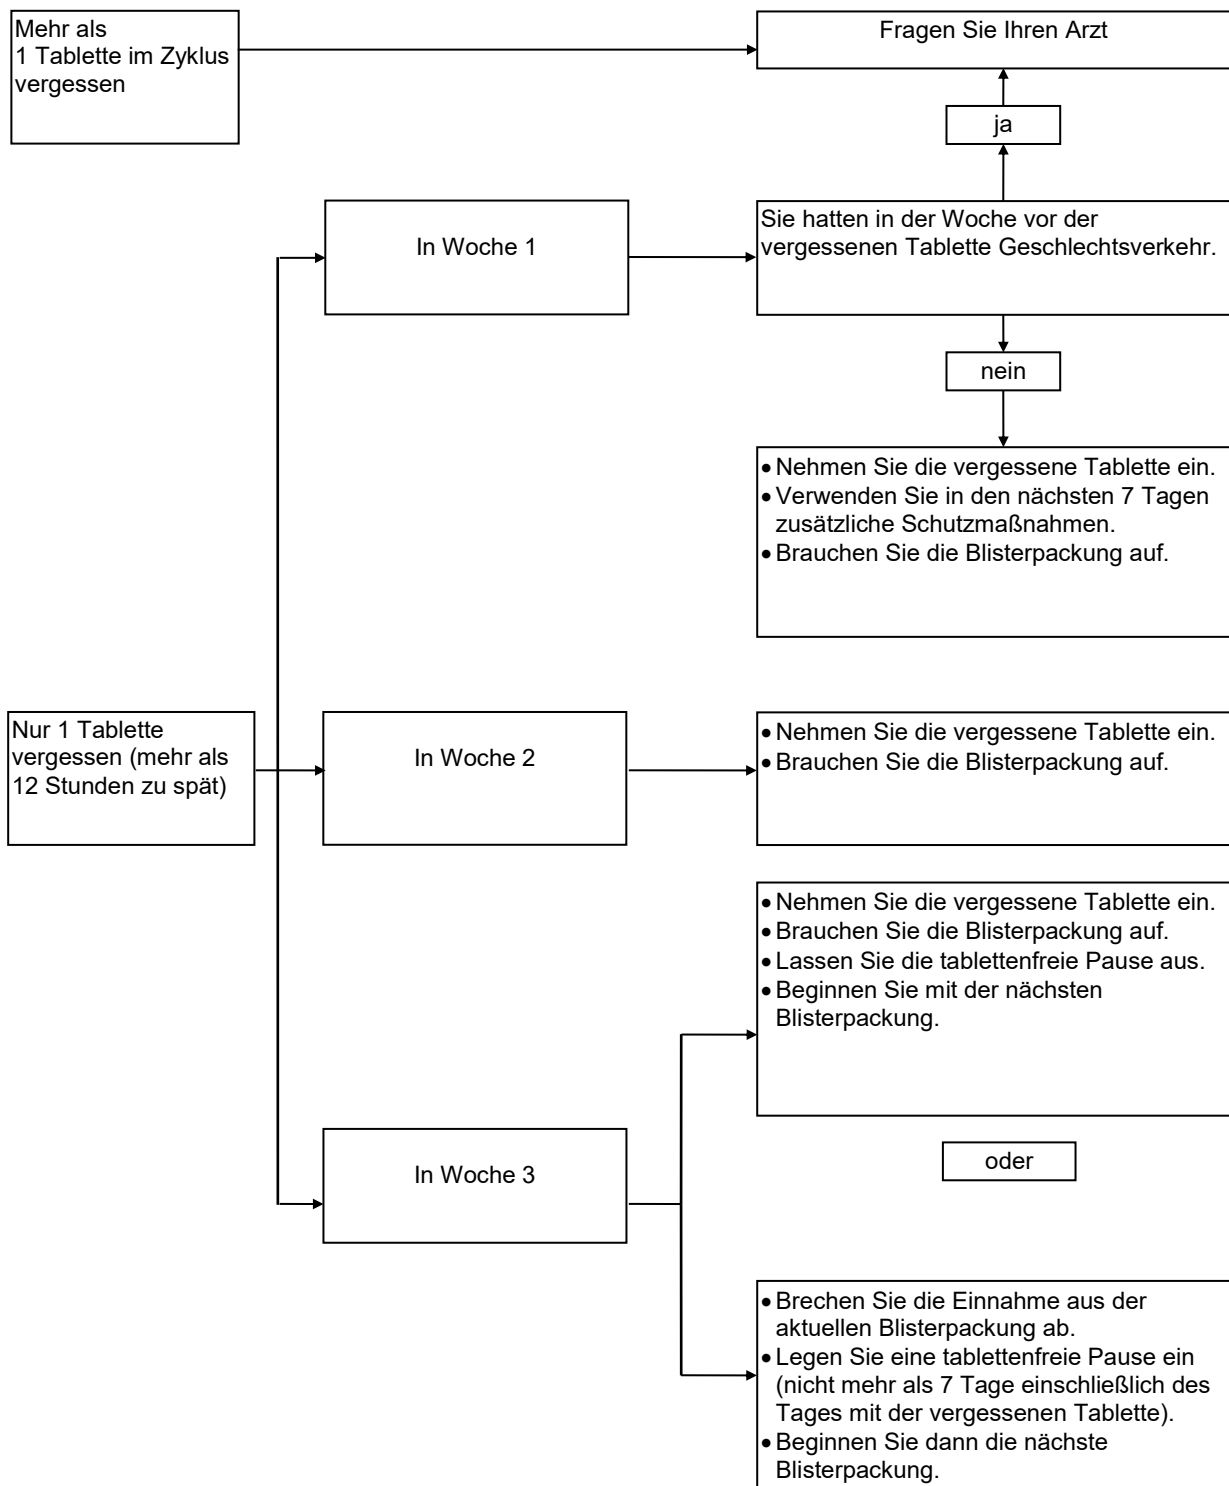 Mehr als
1 Tablette im Zyklus
vergessen
Fragen Sie Ihren Arzt
ja
In Woche 1
Sie hatten in der Woche vor der
vergessenen Tablette Geschlechtsverkehr.
nein
• Nehmen Sie die vergessene Tablette ein.
• Verwenden Sie in den nächsten 7 Tagen
zusätzliche Schutzmaßnahmen.
• Brauchen Sie die Blisterpackung auf.
Nur 1 Tablette
vergessen (mehr als
12 Stunden zu spät)
In Woche 2
• Nehmen Sie die vergessene Tablette ein.
• Brauchen Sie die Blisterpackung auf.
• Nehmen Sie die vergessene Tablette ein.
• Brauchen Sie die Blisterpackung auf.
• Lassen Sie die tablettenfreie Pause aus.
• Beginnen Sie mit der nächsten
Blisterpackung.
In Woche 3
oder
• Brechen Sie die Einnahme aus der
aktuellen Blisterpackung ab.
• Legen Sie eine tablettenfreie Pause ein
(nicht mehr als 7 Tage einschließlich des
Tages mit der vergessenen Tablette).
• Beginnen Sie dann die nächste
Blisterpackung.